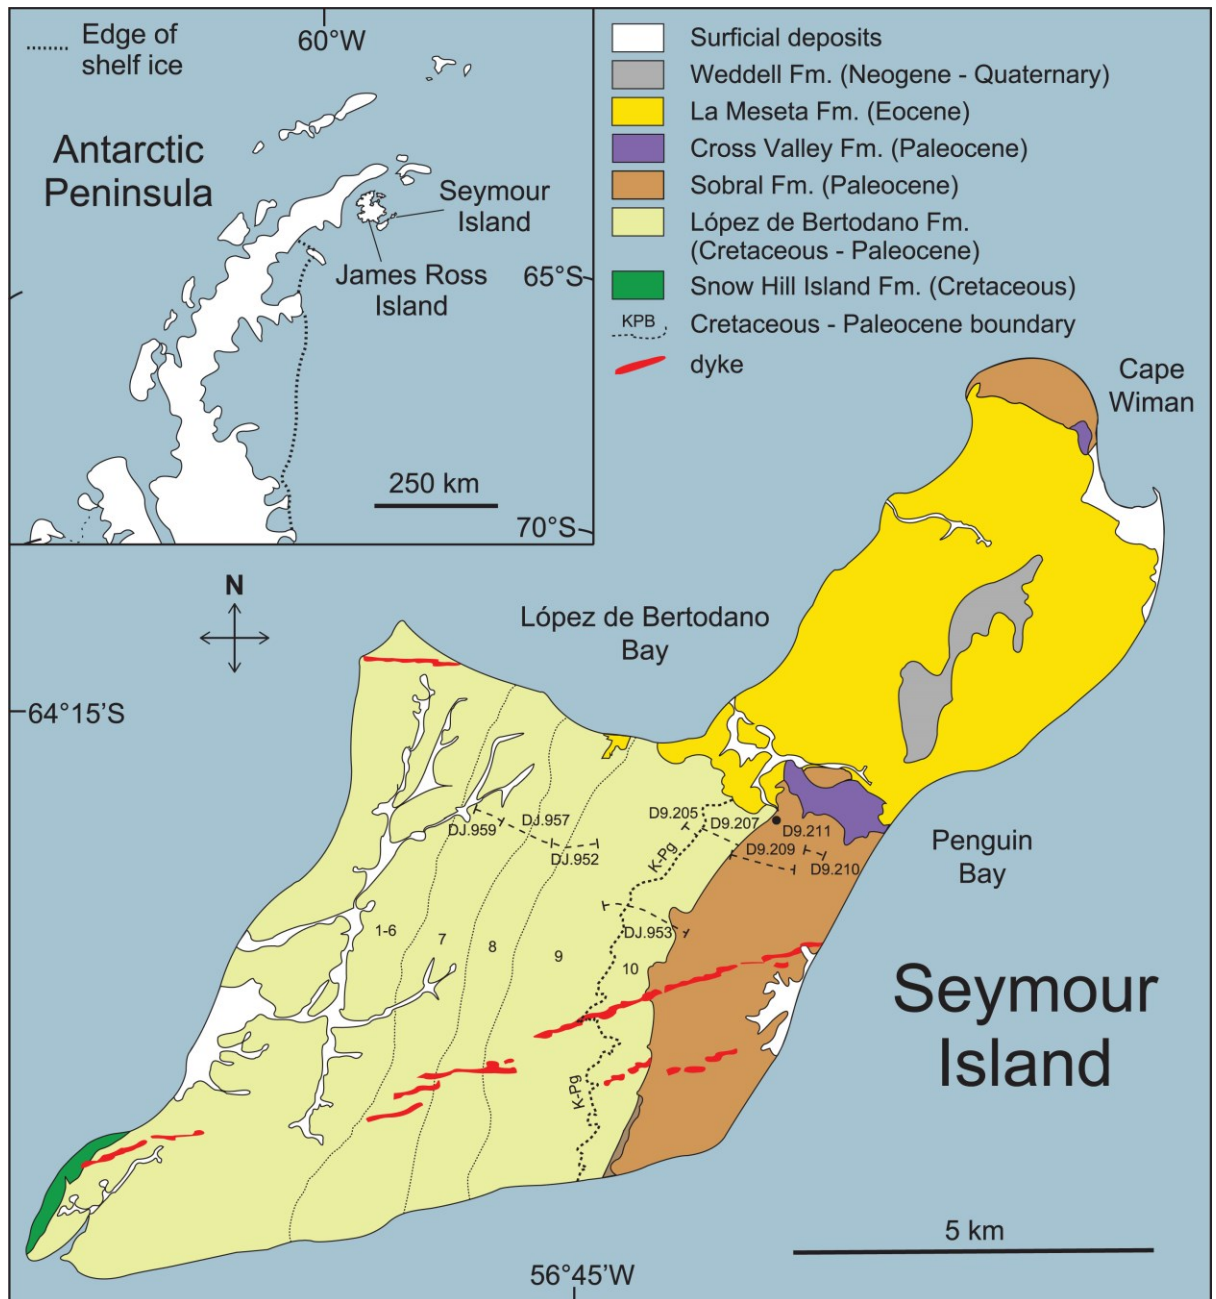 Edge of
shelf ice
60°W
Antarctic
Peninsula
Seymour
Island
James Ross
Island
65°S
250 km
70°S
Surficial deposits
Weddell Fm. (Neogene - Quaternary)
La Meseta Fm. (Eocene)
Cross Valley Fm. (Paleocene)
Sobral Fm. (Paleocene)
López de Bertodano Fm.
(Cretaceous - Paleocene)
Snow Hill Island Fm. (Cretaceous)
KPB
Cretaceous - Paleocene boundary
dyke
Cape
Wiman
N
López de Bertodano
Bay
64°15'S
DJ.959
DJ.957
DJ.952
D9.205
D9.207
D9.211
D9.209
D9.210
K-Pg
Penguin
Bay
DJ.953
1-6
7
8
9
10
Seymour
Island
K-Pg
5 km
56°45'W